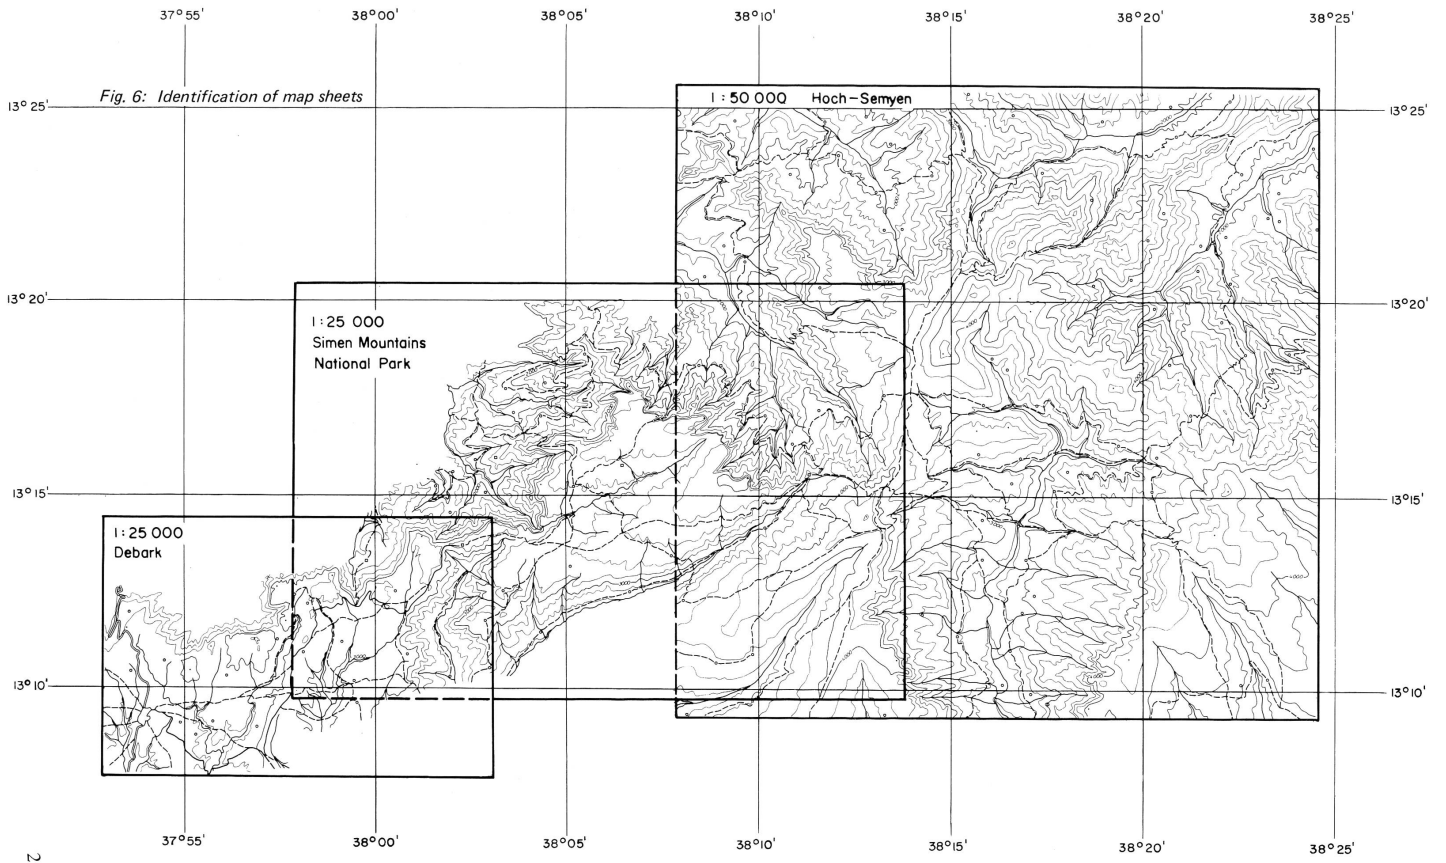 37°55' 38°00' 38°05' 38°10' 38°15' 38°20' 38°25'
Fig. 6: Identification of map sheets
1:50 000 Hoch-Semyen
13°25' 13°25'
13°20' 13°20'
1:25 000
Simen Mountains
National Park
13°15' 13°15'
1:25 000
Debark
13°10' 13°10'
37°55' 38°00' 38°05' 38°10' 38°15' 38°20' 38°25'
2